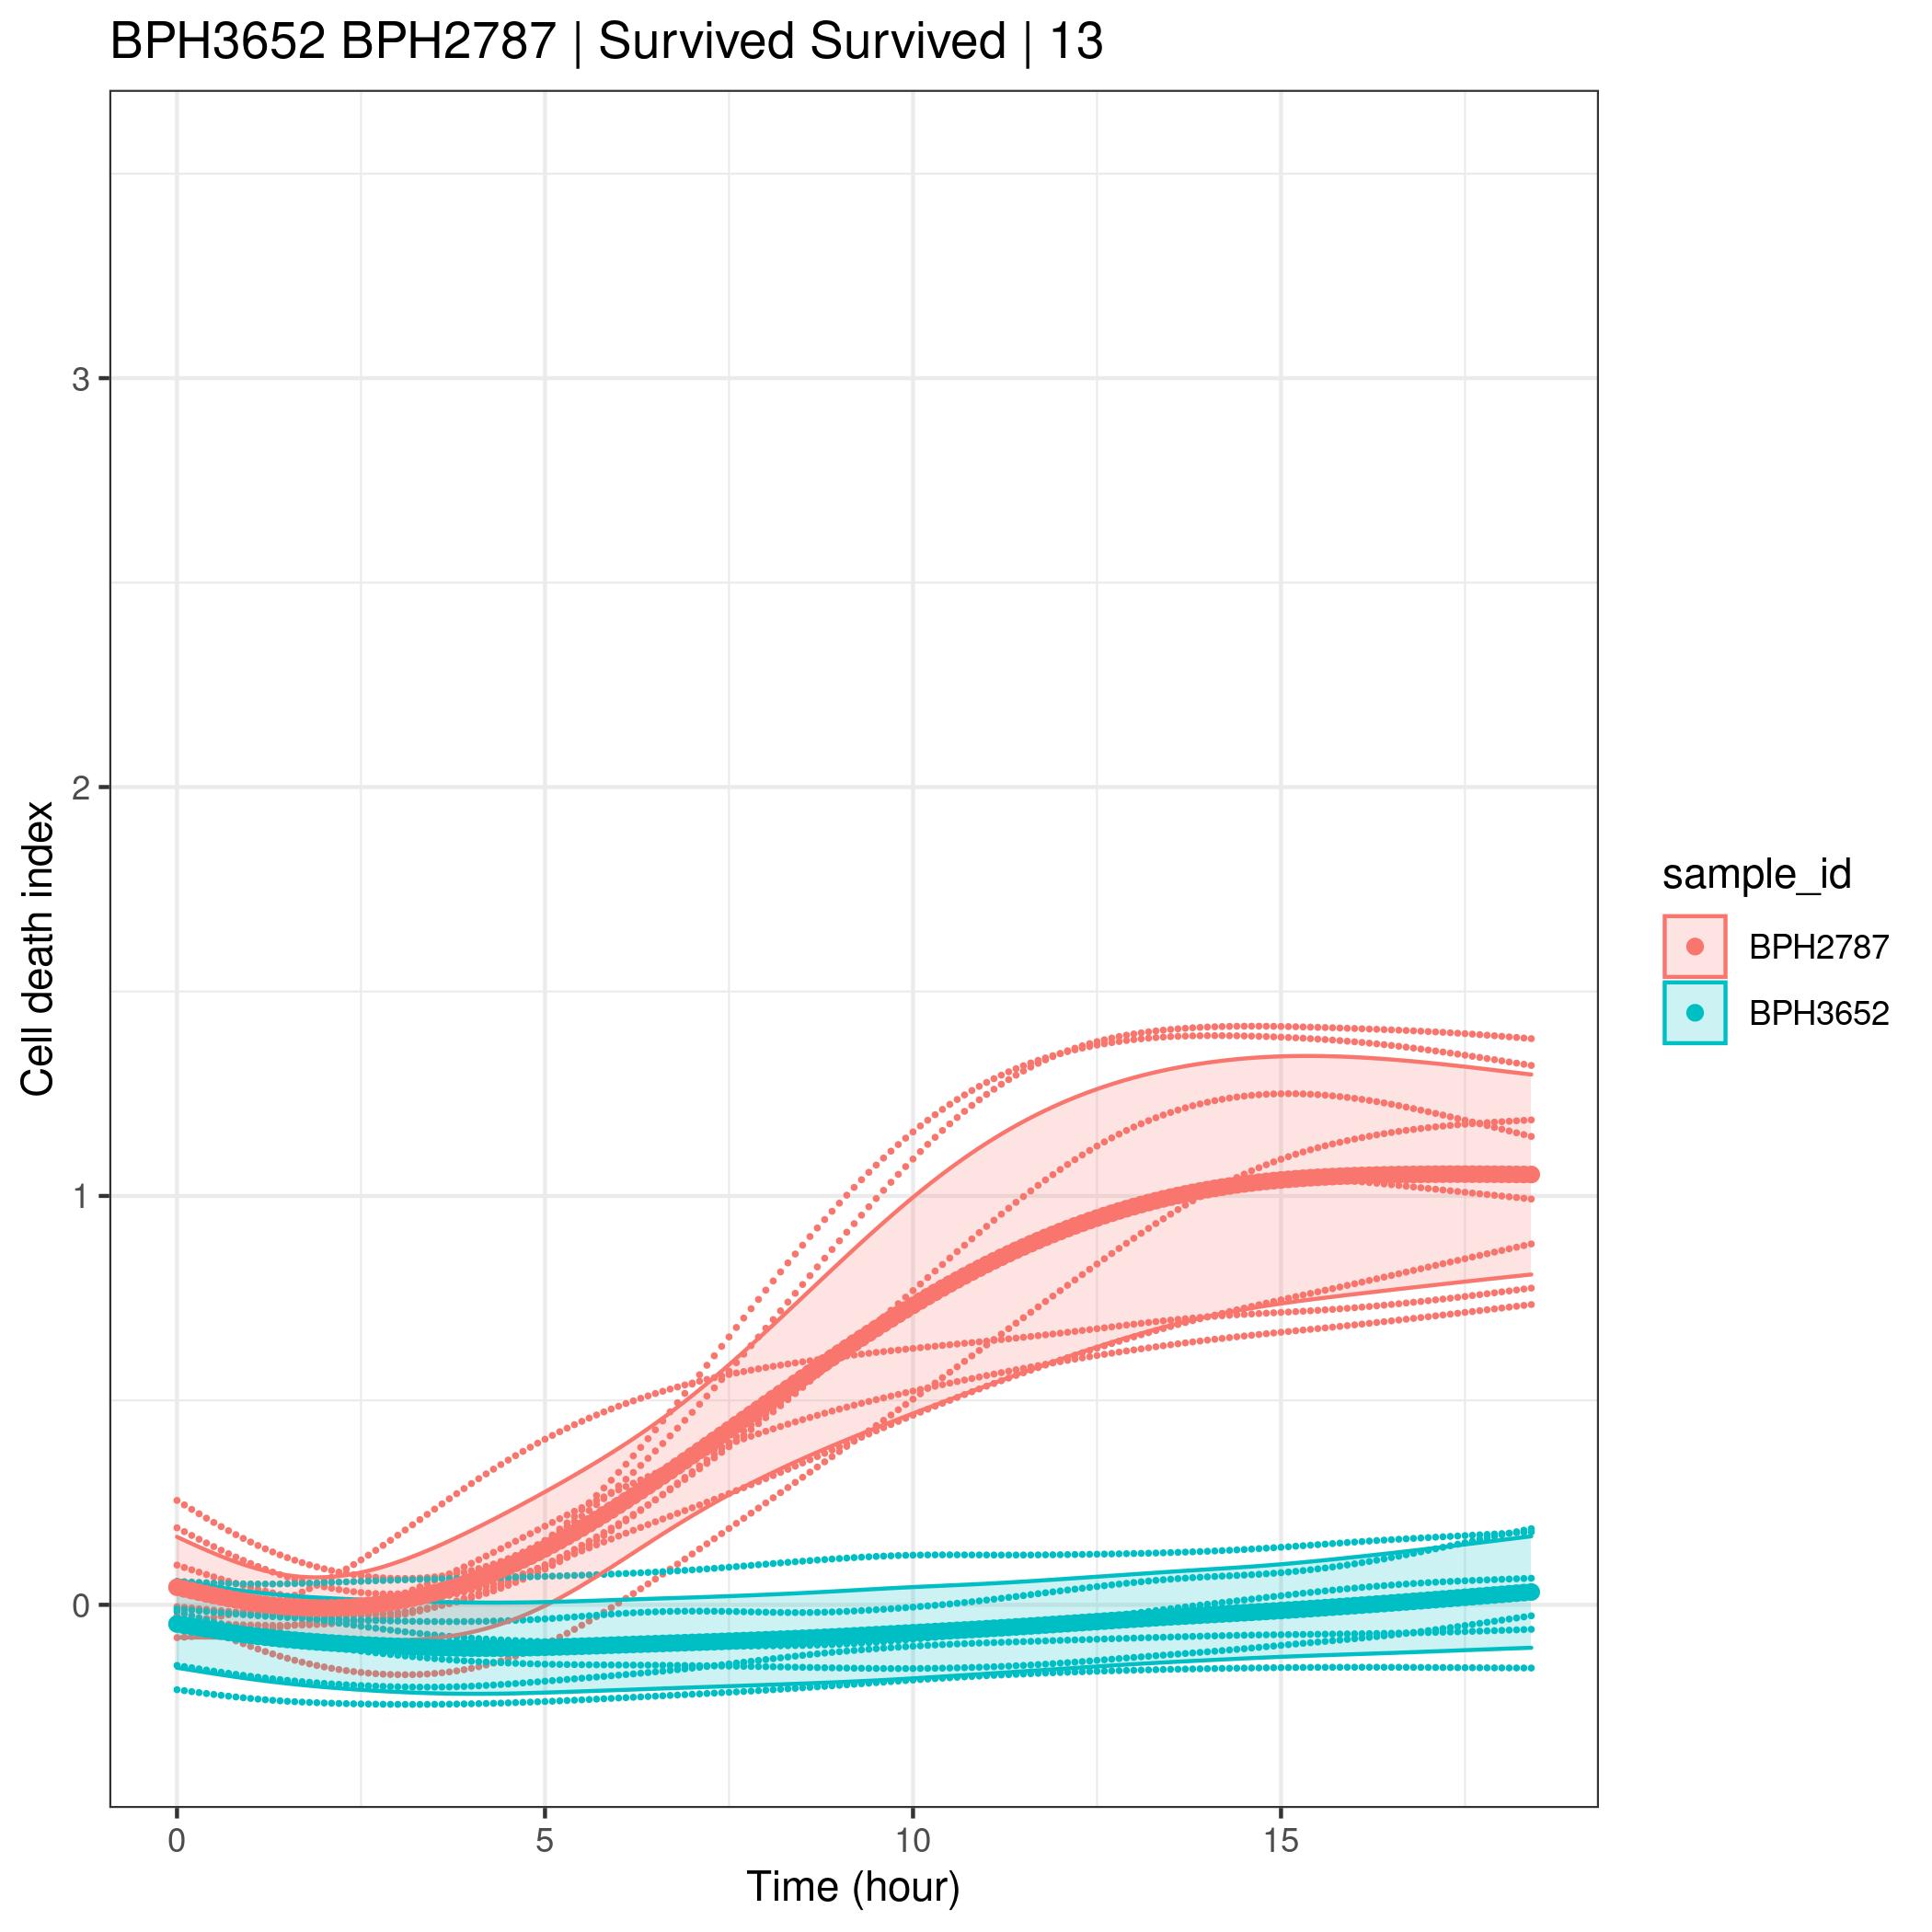 BPH3652 BPH2787 | Survived Survived | 13
3
2
1
0
Cell death index
0 5 10 15
Time (hour)
sample_id
BPH2787
BPH3652